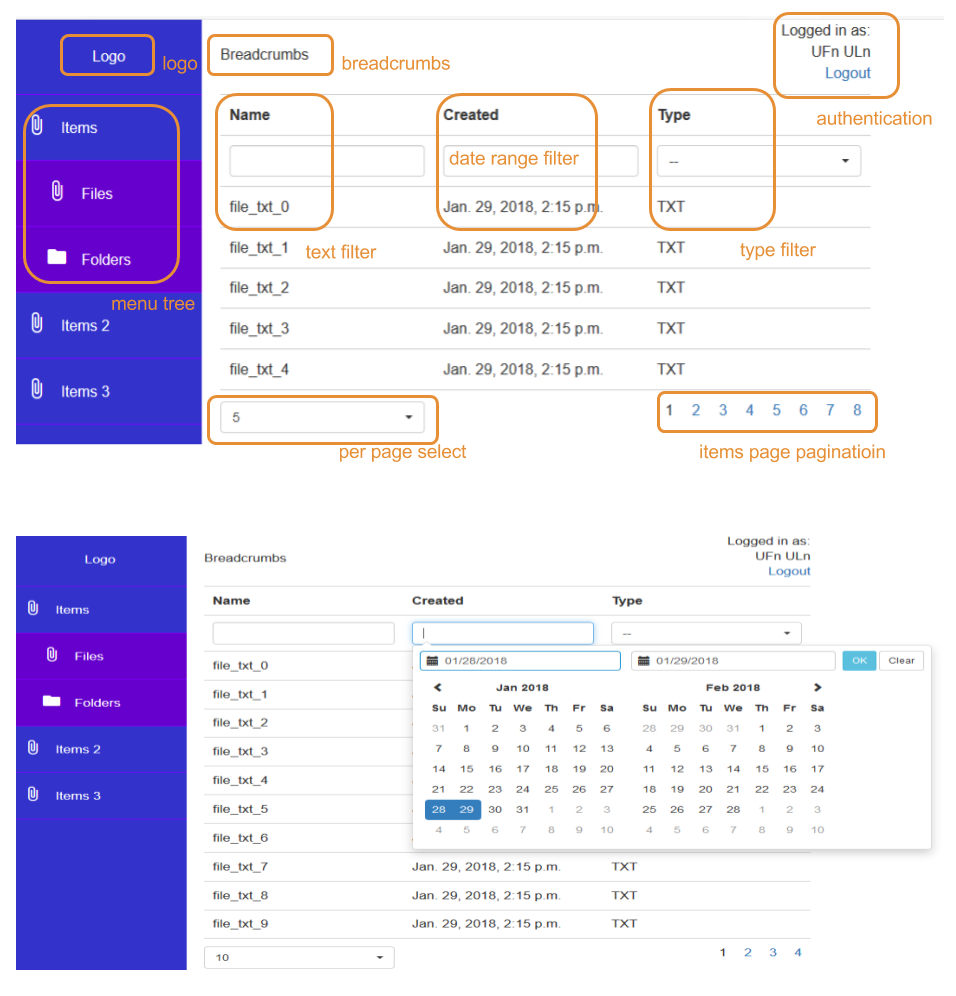 Logged in as:
Logo logo Breadcrumbs breadcrumbs UFn ULn
Logout
Name Created Type authentication
Items
date range filter --
Files file_txt_0 Jan. 29, 2018, 2:15 p.m. TXT
file_txt_1 text filter Jan. 29, 2018, 2:15 p.m. TXT type filter
Folders
file_txt_2 Jan. 29, 2018, 2:15 p.m. TXT
menu tree
Items 2 file_txt_3 Jan. 29, 2018, 2:15 p.m. TXT
file_txt_4 Jan. 29, 2018, 2:15 p.m. TXT
Items 3
5 1 2 3 4 5 6 7 8
per page select items page paginatioin
Logged in as:
Logo Breadcrumbs UFn ULn
Logout
Name Created Type
Items
--
Files file_txt_0 01/28/2018 01/29/2018 OK Clear
file_txt_1 Jan 2018 Feb 2018
Folders Su Mo Tu We Th Fr Sa Su Mo Tu We Th Fr Sa
file_txt_2 31 1 2 3 4 5 6 28 29 30 31 1 2 3
Items 2 file_txt_3 7 8 9 10 11 12 13 4 5 6 7 8 9 10
file_txt_4 14 15 16 17 18 19 20 11 12 13 14 15 16 17
Items 3 21 22 23 24 25 26 27 18 19 20 21 22 23 24
file_txt_5 28 29 30 31 1 2 3 25 26 27 28 1 2 3
file_txt_6 4 5 6 7 8 9 10 4 5 6 7 8 9 10
file_txt_7 Jan. 29, 2018, 2:15 p.m. TXT
file_txt_8 Jan. 29, 2018, 2:15 p.m. TXT
file_txt_9 Jan. 29, 2018, 2:15 p.m. TXT
10 1 2 3 4